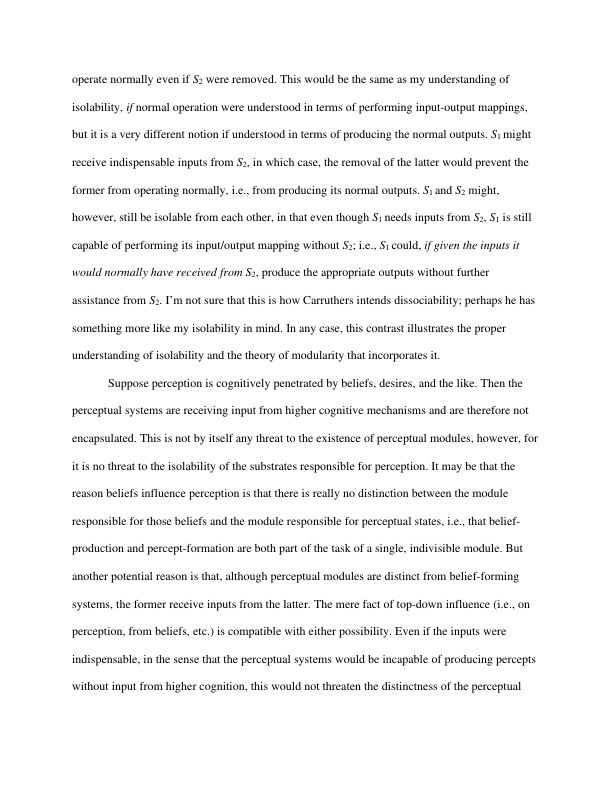 operate normally even if S₂ were removed. This would be the same as my understanding of
isolability, if normal operation were understood in terms of performing input-output mappings,
but it is a very different notion if understood in terms of producing the normal outputs. S₁ might
receive indispensable inputs from S₂, in which case, the removal of the latter would prevent the
former from operating normally, i.e., from producing its normal outputs. S₁ and S₂ might,
however, still be isolable from each other, in that even though S₁ needs inputs from S₂, S₁ is still
capable of performing its input/output mapping without S₂; i.e., S₁ could, if given the inputs it
would normally have received from S₂, produce the appropriate outputs without further
assistance from S₂. I’m not sure that this is how Carruthers intends dissociability; perhaps he has
something more like my isolability in mind. In any case, this contrast illustrates the proper
understanding of isolability and the theory of modularity that incorporates it.
Suppose perception is cognitively penetrated by beliefs, desires, and the like. Then the
perceptual systems are receiving input from higher cognitive mechanisms and are therefore not
encapsulated. This is not by itself any threat to the existence of perceptual modules, however, for
it is no threat to the isolability of the substrates responsible for perception. It may be that the
reason beliefs influence perception is that there is really no distinction between the module
responsible for those beliefs and the module responsible for perceptual states, i.e., that belief-
production and percept-formation are both part of the task of a single, indivisible module. But
another potential reason is that, although perceptual modules are distinct from belief-forming
systems, the former receive inputs from the latter. The mere fact of top-down influence (i.e., on
perception, from beliefs, etc.) is compatible with either possibility. Even if the inputs were
indispensable, in the sense that the perceptual systems would be incapable of producing percepts
without input from higher cognition, this would not threaten the distinctness of the perceptual